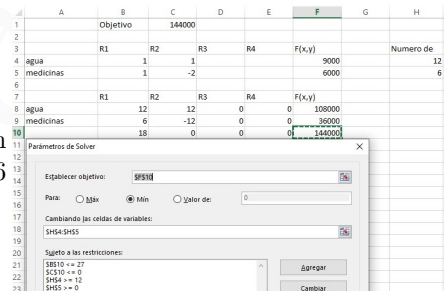 A B C D E F G H
1 Objetivo 144000
2
3 R1 R2 R3 R4 F(x,y) Numero de
4 agua 1 1 9000 12
5 medicinas 1 -2 6000 6
6
7 R1 R2 R3 R4 F(x,y)
8 agua 12 12 0 0 108000
9 medicinas 6 -12 0 0 36000
10 18 0 0 0 144000
n 11
6
12
13
14
15
16
17
18
19
20
21
22
23
Parámetros de Solver
Establecer objetivo: $F$10
Para: Máx Mín Valor de: 0
Cambiando las celdas de variables:
$H$4:$H$5
Sujeto a las restricciones:
$B$10 <= 27
$C$10 <= 0
$H$4 >= 12
$H$5 >= 0
Agregar
Cambiar